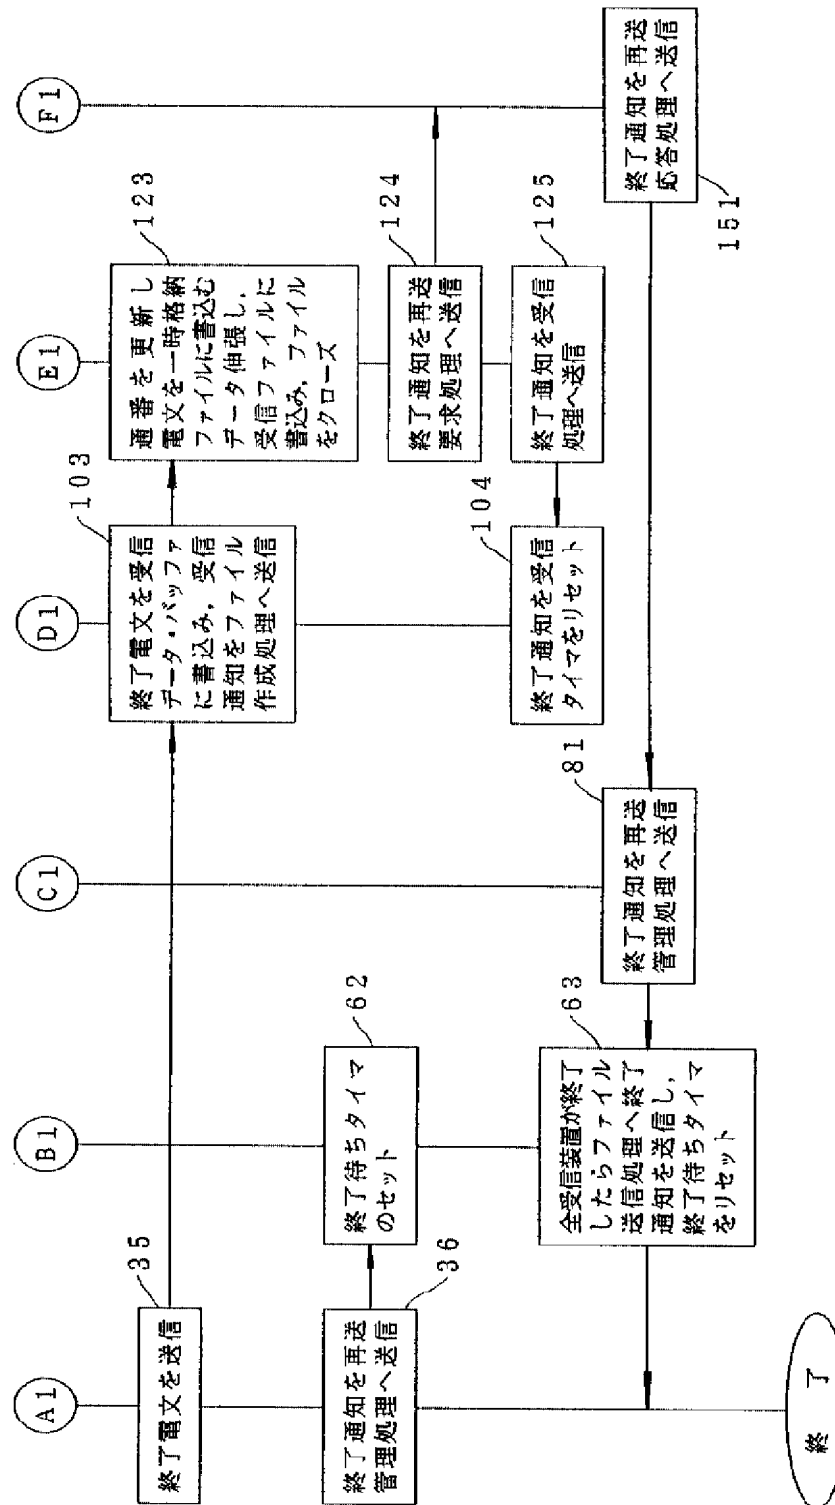 A1
B1
C1
D1
E1
F1
35
終了電文を送信
36
終了通知を再送
管理処理へ送信
終 了
62
終了待ちタイマ
のセット
63
全受信装置が終了
したらファイル
送信処理へ終了
通知を送信し,
終了待ちタイマ
をリセット
81
終了通知を再送
管理処理へ送信
103
終了電文を受信
データ・バッファ
に書込み, 受信
通知をファイル
作成処理へ送信
104
終了通知を受信
タイマをリセット
123
通番を更新し
電文を一時格納
ファイルに書込む
データ伸張し,
受信ファイルに
書込み, ファイル
をクローズ
124
終了通知を再送
要求処理へ送信
125
終了通知を受信
処理へ送信
151
終了通知を再送
応答処理へ送信